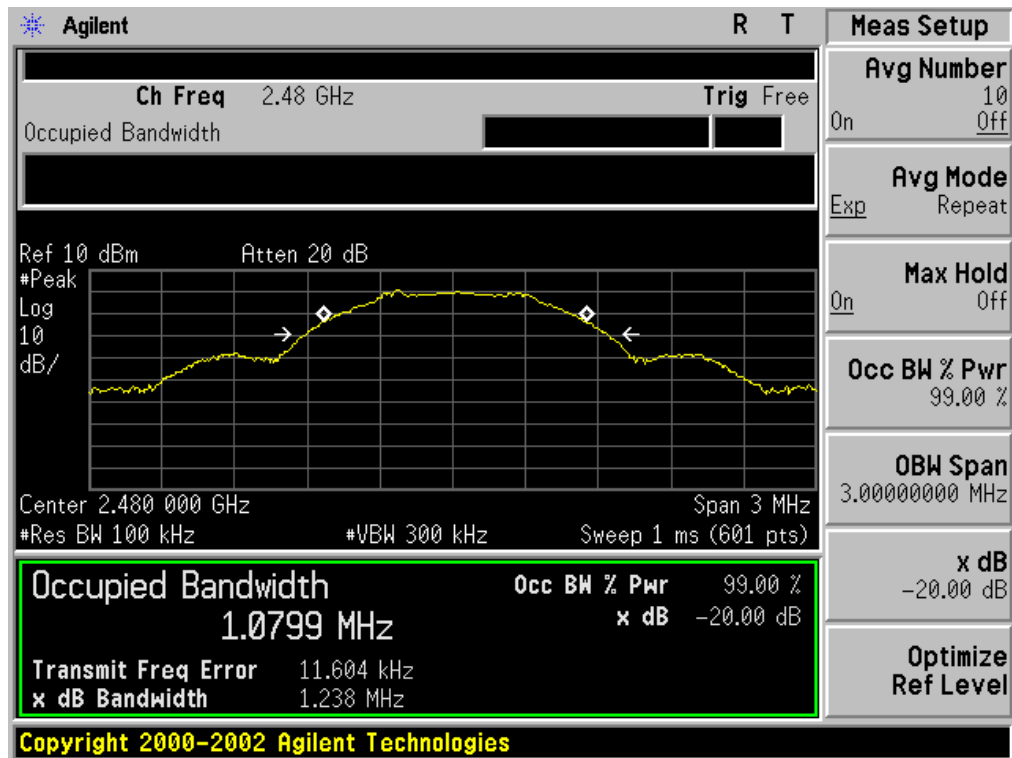 Agilent R T
Ch Freq 2.48 GHz Trig Free
Occupied Bandwidth
Ref 10 dBm Atten 20 dB
#Peak
Log
10
dB/
Center 2.480 000 GHz Span 3 MHz
#Res BW 100 kHz #VBW 300 kHz Sweep 1 ms (601 pts)
Occupied Bandwidth Occ BW % Pwr 99.00 %
1.0799 MHz x dB -20.00 dB
Transmit Freq Error 11.604 kHz
x dB Bandwidth 1.238 MHz
Copyright 2000-2002 Agilent Technologies
Meas Setup
Avg Number
10
On Off
Avg Mode
Exp Repeat
Max Hold
On Off
Occ BW % Pwr
99.00 %
OBW Span
3.00000000 MHz
x dB
-20.00 dB
Optimize
Ref Level